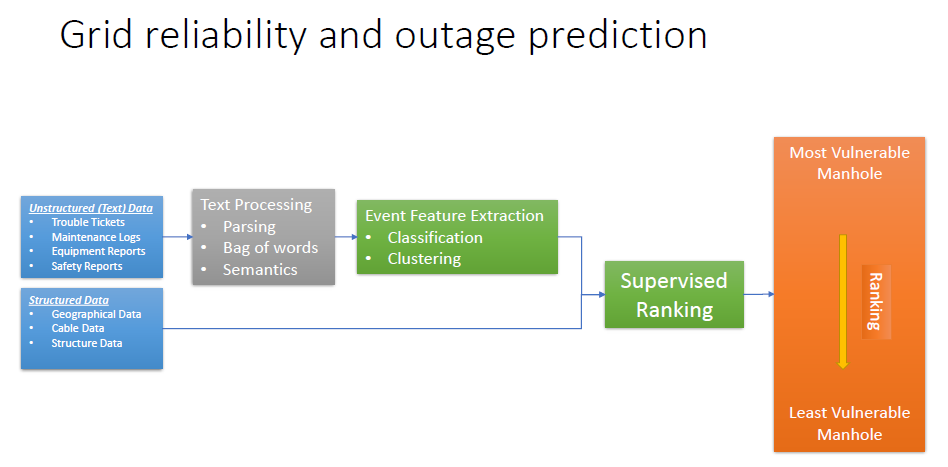 Grid reliability and outage prediction
Unstructured (Text) Data
• Trouble Tickets
• Maintenance Logs
• Equipment Reports
• Safety Reports
Structured Data
• Geographical Data
• Cable Data
• Structure Data
Text Processing
• Parsing
• Bag of words
• Semantics
Event Feature Extraction
• Classification
• Clustering
Supervised
Ranking
Most Vulnerable
Manhole
Ranking
Least Vulnerable
Manhole